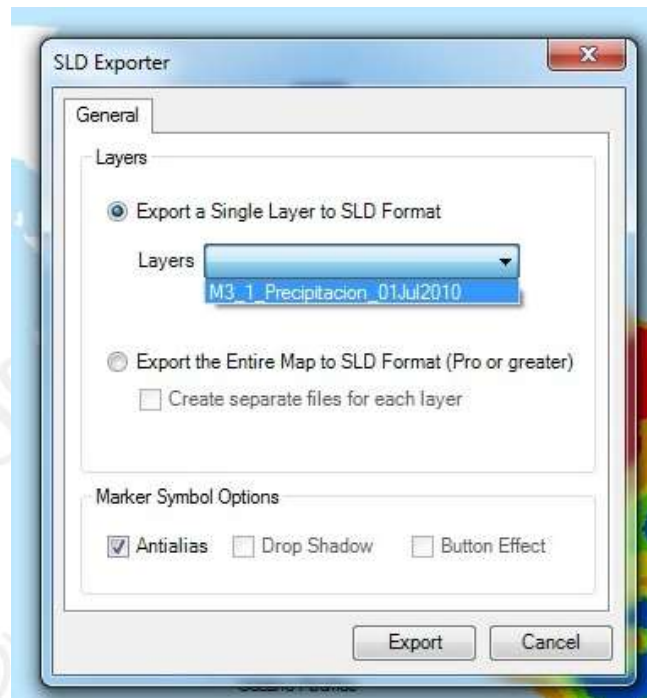 SLD Exporter
General
Layers
Export a Single Layer to SLD Format
Layers
M3_1_Precipitacion_01Jul2010
Export the Entire Map to SLD Format (Pro or greater)
Create separate files for each layer
Marker Symbol Options
Antialias Drop Shadow Button Effect
Export Cancel